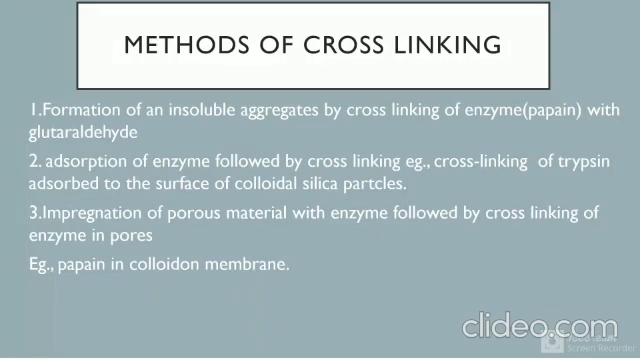 METHODS OF CROSS LINKING
1.Formation of an insoluble aggregates by cross linking of enzyme(papain) with
glutaraldehyde
2. adsorption of enzyme followed by cross linking eg., cross-linking of trypsin
adsorbed to the surface of colloidal silica partcles.
3.Impregnation of porous material with enzyme followed by cross linking of
enzyme in pores
Eg., papain in colloidon membrane.
clideo.com
Screen Recorder